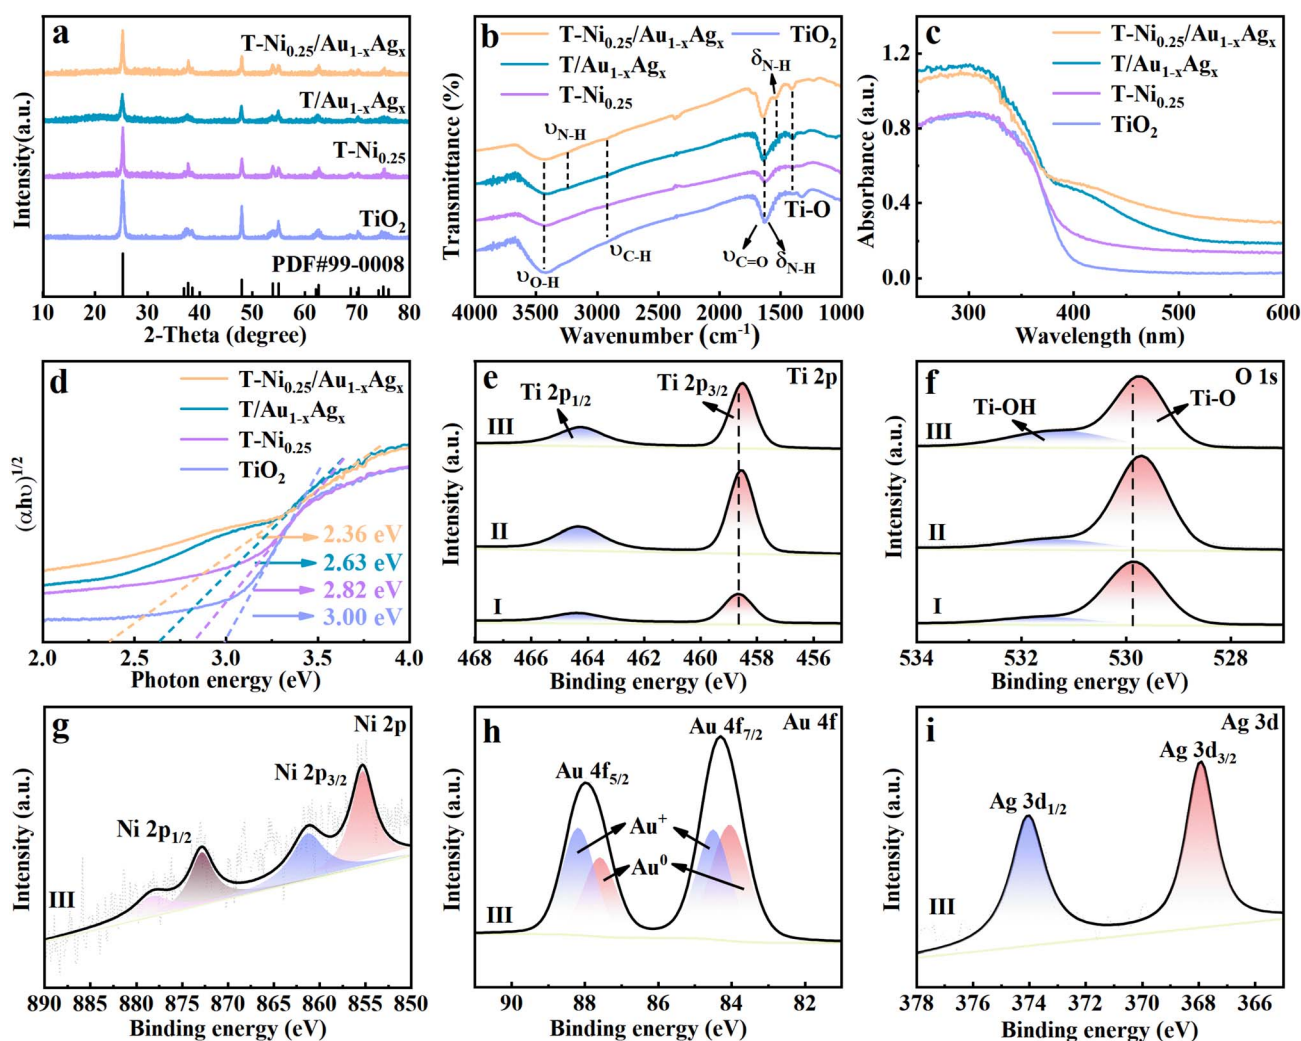 a
T-Ni0.25/Au1-xAgx
T/Au1-xAgx
T-Ni0.25
TiO2
PDF#99-0008
Intensity(a.u.)
10 20 30 40 50 60 70 80
2-Theta (degree)
b
T-Ni0.25/Au1-xAgx
TiO2
T/Au1-xAgx
T-Ni0.25
δN-H
υN-H
υC-H
υO-H
υC=O
δN-H
Ti-O
Transmittance (%)
4000 3500 3000 2500 2000 1500 1000
Wavenumber (cm-1)
c
T-Ni0.25/Au1-xAgx
T/Au1-xAgx
T-Ni0.25
TiO2
Absorbance (a.u.)
1.2
0.8
0.4
0.0
300 400 500 600
Wavelength (nm)
d
T-Ni0.25/Au1-xAgx
T/Au1-xAgx
T-Ni0.25
TiO2
(αhυ)1/2
2.36 eV
2.63 eV
2.82 eV
3.00 eV
2.0 2.5 3.0 3.5 4.0
Photon energy (eV)
e
Ti 2p
Ti 2p1/2
Ti 2p3/2
III
II
I
Intensity (a.u.)
468 466 464 462 460 458 456
Binding energy (eV)
f
O 1s
Ti-OH
Ti-O
III
II
I
Intensity (a.u.)
534 532 530 528
Binding energy (eV)
g
Ni 2p
Ni 2p3/2
Ni 2p1/2
III
Intensity (a.u.)
890 885 880 875 870 865 860 855 850
Binding energy (eV)
h
Au 4f7/2
Au 4f
Au 4f5/2
Au+
Au0
III
Intensity (a.u.)
90 88 86 84 82
Binding energy (eV)
i
Ag 3d
Ag 3d3/2
Ag 3d1/2
III
Intensity (a.u.)
378 376 374 372 370 368 366
Binding energy (eV)